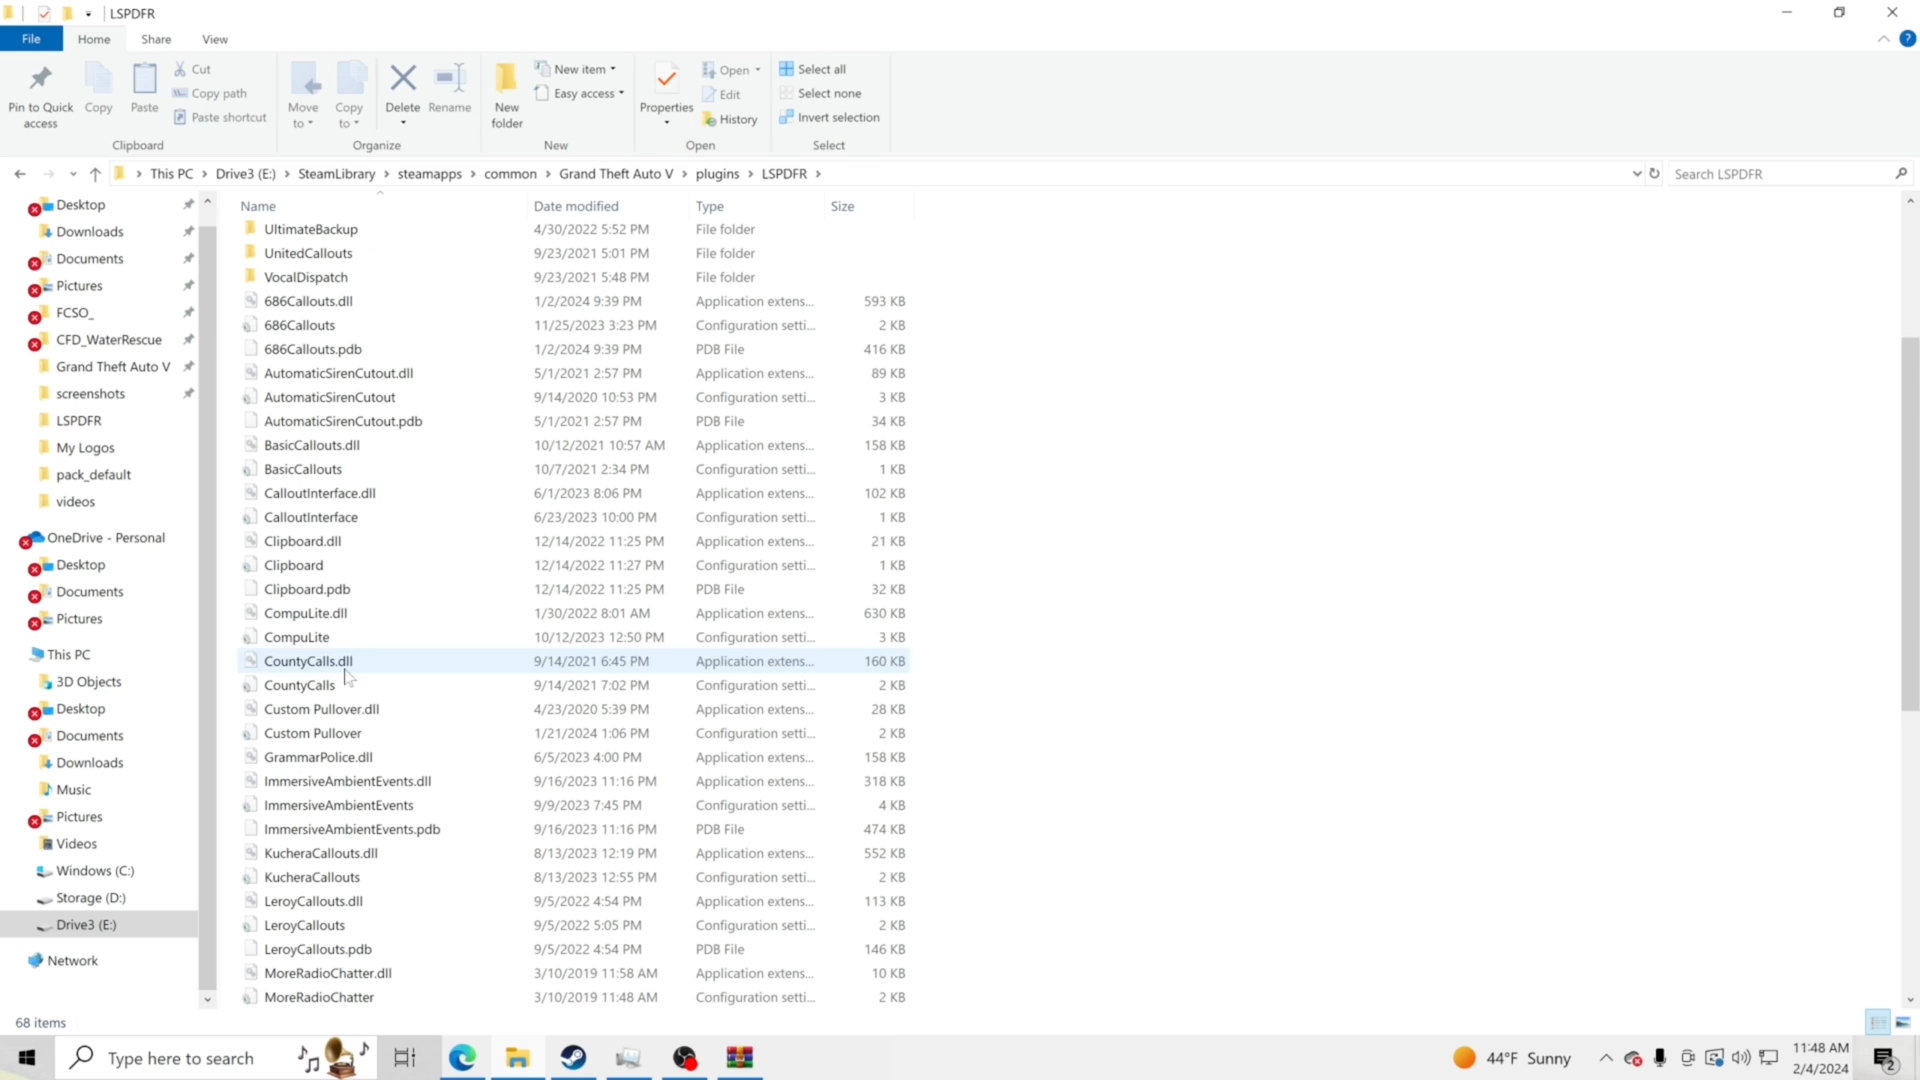 LSPDFR
File Home Share View
Pin to Quick access
Copy
Paste
Cut
Copy path
Paste shortcut
Clipboard
Move to
Copy to
Delete
Rename
Organize
New folder
New item
Easy access
New
Properties
Open
Edit
History
Open
Select all
Select none
Invert selection
Select
This PC > Drive3 (E:) > SteamLibrary > steamapps > common > Grand Theft Auto V > plugins > LSPDFR >
Search LSPDFR
Desktop
Downloads
Documents
Pictures
FCSO_
CFD_WaterRescue
Grand Theft Auto V
screenshots
LSPDFR
My Logos
pack_default
videos
OneDrive - Personal
Desktop
Documents
Pictures
This PC
3D Objects
Desktop
Documents
Downloads
Music
Pictures
Videos
Windows (C:)
Storage (D:)
Drive3 (E:)
Network
Name Date modified Type Size
UltimateBackup 4/30/2022 5:52 PM File folder
UnitedCallouts 9/23/2021 5:01 PM File folder
VocalDispatch 9/23/2021 5:48 PM File folder
686Callouts.dll 1/2/2024 9:39 PM Application extens... 593 KB
686Callouts 11/25/2023 3:23 PM Configuration setti... 2 KB
686Callouts.pdb 1/2/2024 9:39 PM PDB File 416 KB
AutomaticSirenCutout.dll 5/1/2021 2:57 PM Application extens... 89 KB
AutomaticSirenCutout 9/14/2020 10:53 PM Configuration setti... 3 KB
AutomaticSirenCutout.pdb 5/1/2021 2:57 PM PDB File 34 KB
BasicCallouts.dll 10/12/2021 10:57 AM Application extens... 158 KB
BasicCallouts 10/7/2021 2:34 PM Configuration setti... 1 KB
CalloutInterface.dll 6/1/2023 8:06 PM Application extens... 102 KB
CalloutInterface 6/23/2023 10:00 PM Configuration setti... 1 KB
Clipboard.dll 12/14/2022 11:25 PM Application extens... 21 KB
Clipboard 12/14/2022 11:27 PM Configuration setti... 1 KB
Clipboard.pdb 12/14/2022 11:25 PM PDB File 32 KB
CompuLite.dll 1/30/2022 8:01 AM Application extens... 630 KB
CompuLite 10/12/2023 12:50 PM Configuration setti... 3 KB
CountyCalls.dll 9/14/2021 6:45 PM Application extens... 160 KB
CountyCalls 9/14/2021 7:02 PM Configuration setti... 2 KB
Custom Pullover.dll 4/23/2020 5:39 PM Application extens... 28 KB
Custom Pullover 1/21/2024 1:06 PM Configuration setti... 2 KB
GrammarPolice.dll 6/5/2023 4:00 PM Application extens... 158 KB
ImmersiveAmbientEvents.dll 9/16/2023 11:16 PM Application extens... 318 KB
ImmersiveAmbientEvents 9/9/2023 7:45 PM Configuration setti... 4 KB
ImmersiveAmbientEvents.pdb 9/16/2023 11:16 PM PDB File 474 KB
KucheraCallouts.dll 8/13/2023 12:19 PM Application extens... 552 KB
KucheraCallouts 8/13/2023 12:55 PM Configuration setti... 2 KB
LeroyCallouts.dll 9/5/2022 4:54 PM Application extens... 113 KB
LeroyCallouts 9/5/2022 5:05 PM Configuration setti... 2 KB
LeroyCallouts.pdb 9/5/2022 4:54 PM PDB File 146 KB
MoreRadioChatter.dll 3/10/2019 11:58 AM Application extens... 10 KB
MoreRadioChatter 3/10/2019 11:48 AM Configuration setti... 2 KB
68 items
Type here to search
44°F Sunny
11:48 AM
2/4/2024
2